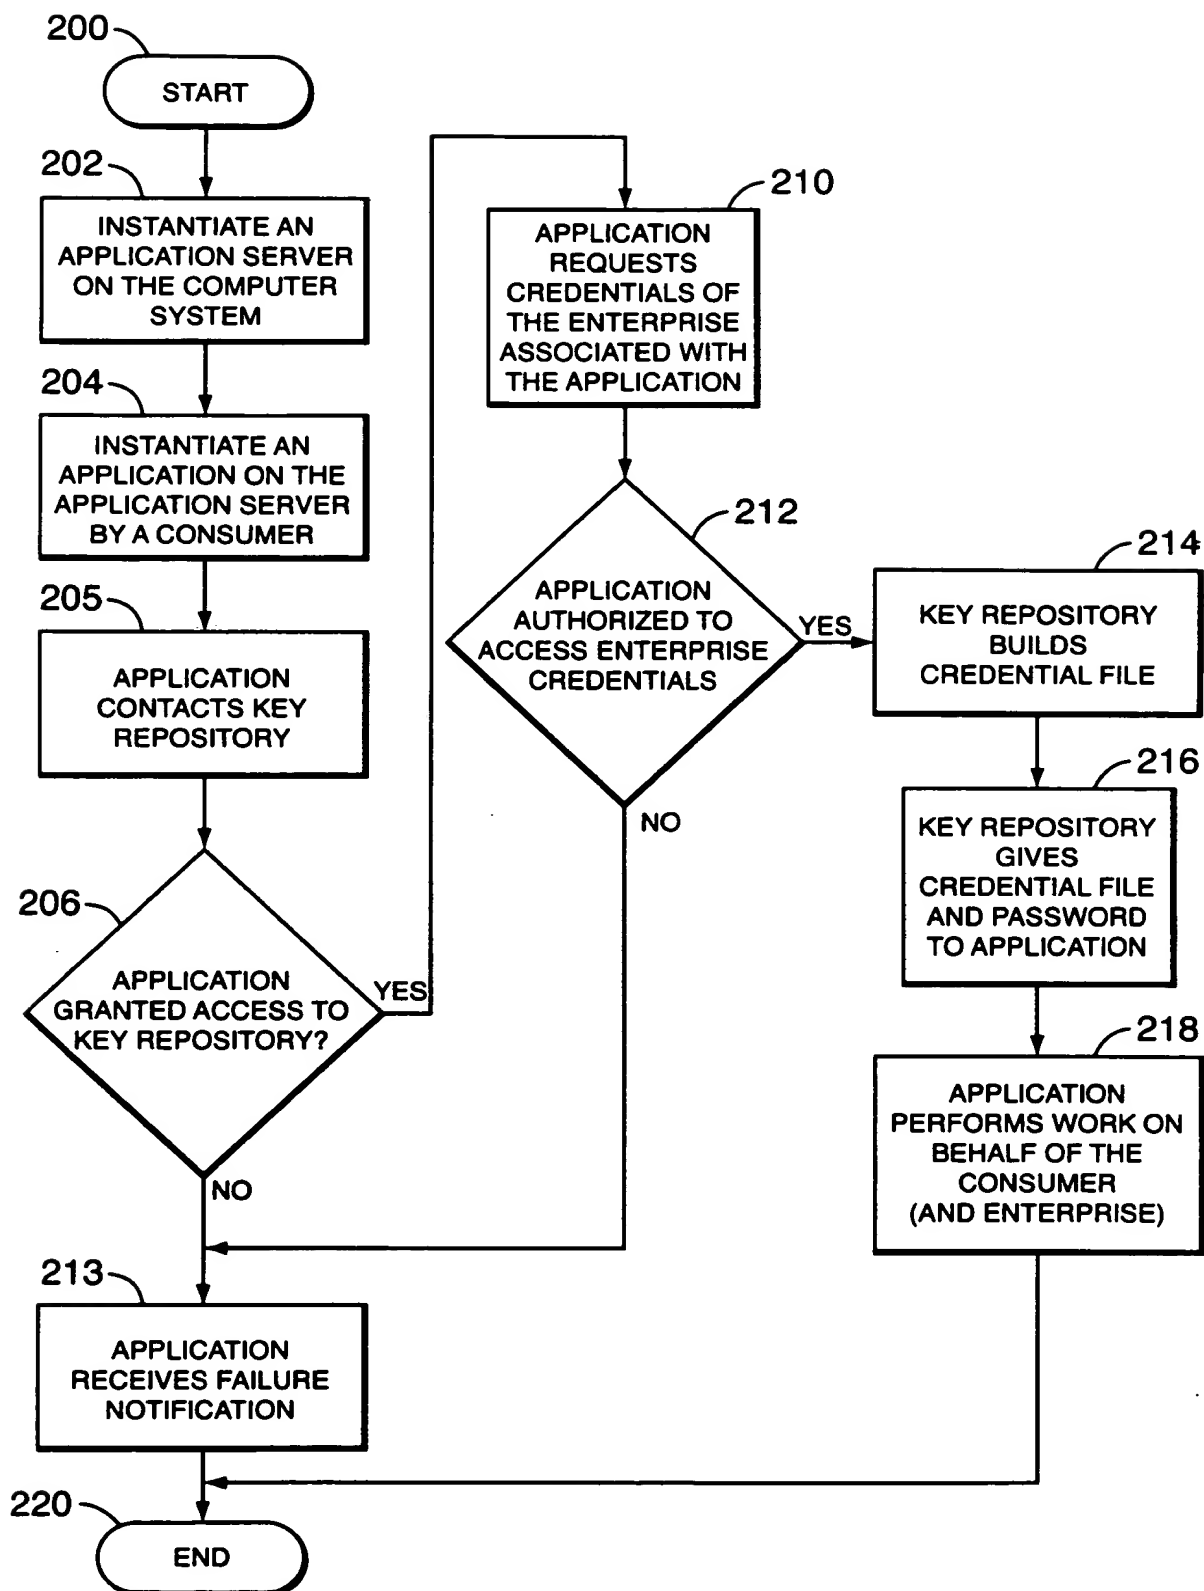 200
START
202
INSTANTIATE AN
APPLICATION SERVER
ON THE COMPUTER
SYSTEM
204
INSTANTIATE AN
APPLICATION ON THE
APPLICATION SERVER
BY A CONSUMER
205
APPLICATION
CONTACTS KEY
REPOSITORY
206
APPLICATION
GRANTED ACCESS TO
KEY REPOSITORY?
YES
NO
210
APPLICATION
REQUESTS
CREDENTIALS OF
THE ENTERPRISE
ASSOCIATED WITH
THE APPLICATION
212
APPLICATION
AUTHORIZED TO
ACCESS ENTERPRISE
CREDENTIALS
YES
NO
213
APPLICATION
RECEIVES FAILURE
NOTIFICATION
214
KEY REPOSITORY
BUILDS
CREDENTIAL FILE
216
KEY REPOSITORY
GIVES
CREDENTIAL FILE
AND PASSWORD
TO APPLICATION
218
APPLICATION
PERFORMS WORK ON
BEHALF OF THE
CONSUMER
(AND ENTERPRISE)
220
END